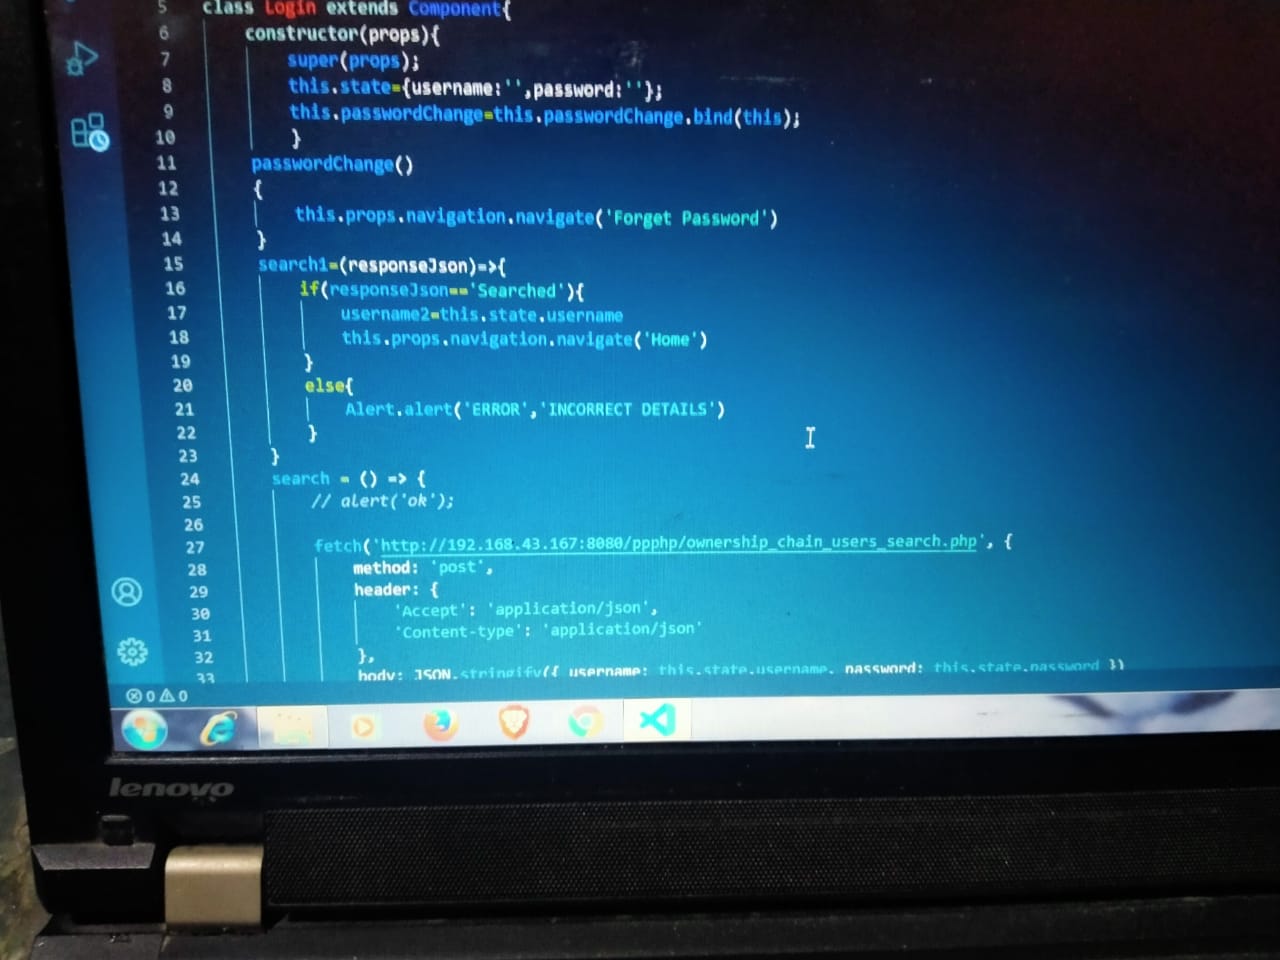 5 class Login extends Component{
6 constructor(props){
7 super(props);
8 this.state={username:'',password:''};
9 this.passwordChange=this.passwordChange.bind(this);
10 }
11 passwordChange()
12 {
13 this.props.navigation.navigate('Forget Password')
14 }
15 search1=(responseJson)=>{
16 if(responseJson=='Searched'){
17 username2=this.state.username
18 this.props.navigation.navigate('Home')
19 }
20 else{
21 Alert.alert('ERROR','INCORRECT DETAILS')
22 }
23 }
24 search = () => {
25 // alert('ok');
26
27 fetch('http://192.168.43.167:8080/ppphp/ownership_chain_users_search.php', {
28 method: 'post',
29 header: {
30 'Accept': 'application/json',
31 'Content-type': 'application/json'
32 },
33 body: JSON.stringify({ username: this.state.username, password: this.state.password })
0 0
lenovo